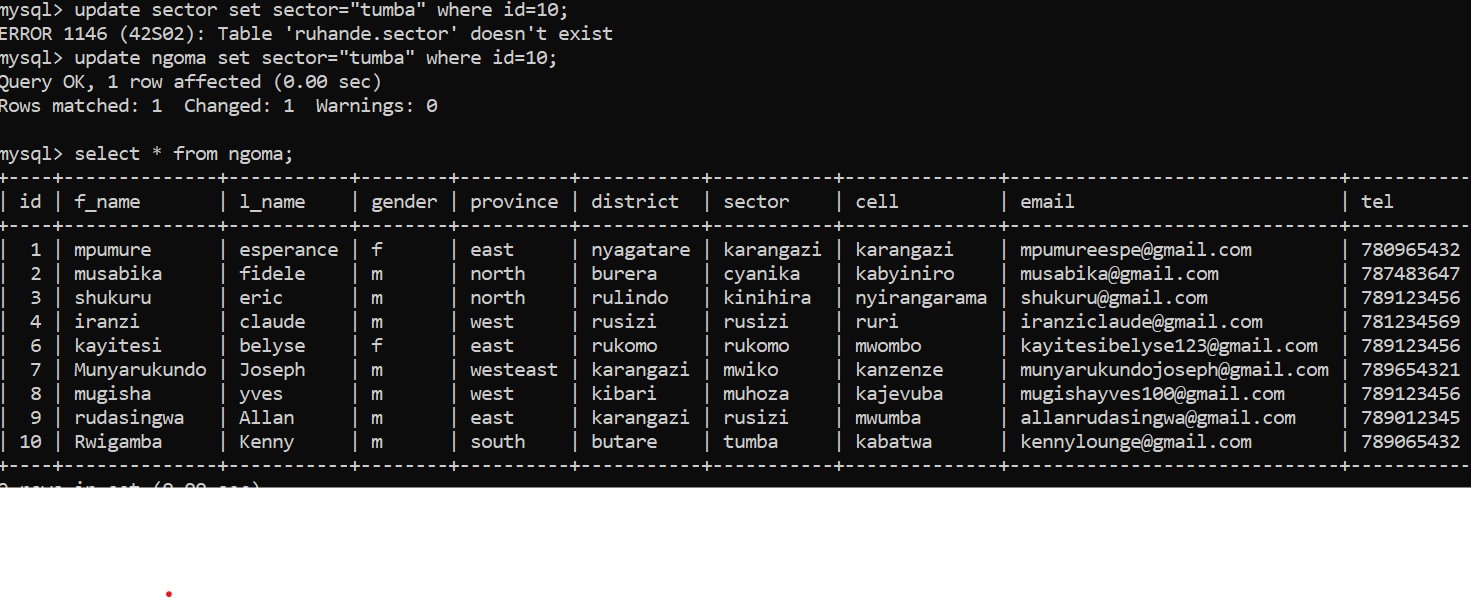 mysql> update sector set sector="tumba" where id=10;
ERROR 1146 (42S02): Table 'ruhande.sector' doesn't exist
mysql> update ngoma set sector="tumba" where id=10;
Query OK, 1 row affected (0.00 sec)
Rows matched: 1  Changed: 1  Warnings: 0
mysql> select * from ngoma;
| id | f_name | l_name | gender | province | district | sector | cell | email | tel
| 1 | mpumure | esperance | f | east | nyagatare | karangazi | karangazi | mpumureespe@gmail.com | 780965432
| 2 | musabika | fidele | m | north | burera | cyanika | kabyiniro | musabika@gmail.com | 787483647
| 3 | shukuru | eric | m | north | rulindo | kinihira | nyirangarama | shukuru@gmail.com | 789123456
| 4 | iranzi | claude | m | west | rusizi | rusizi | ruri | iranziclaude@gmail.com | 781234569
| 6 | kayitesi | belyse | f | east | rukomo | rukomo | mwombo | kayitesibelyse123@gmail.com | 789123456
| 7 | Munyarukundo | Joseph | m | westeast | karangazi | mwiko | kanzenze | munyarukundojoseph@gmail.com | 789654321
| 8 | mugisha | yves | m | west | kibari | muhoza | kajevuba | mugishayves100@gmail.com | 789123456
| 9 | rudasingwa | Allan | m | east | karangazi | rusizi | mwumba | allanrudasingwa@gmail.com | 789012345
| 10 | Rwigamba | Kenny | m | south | butare | tumba | kabatwa | kennylounge@gmail.com | 789065432
rows in set (0.00 sec)